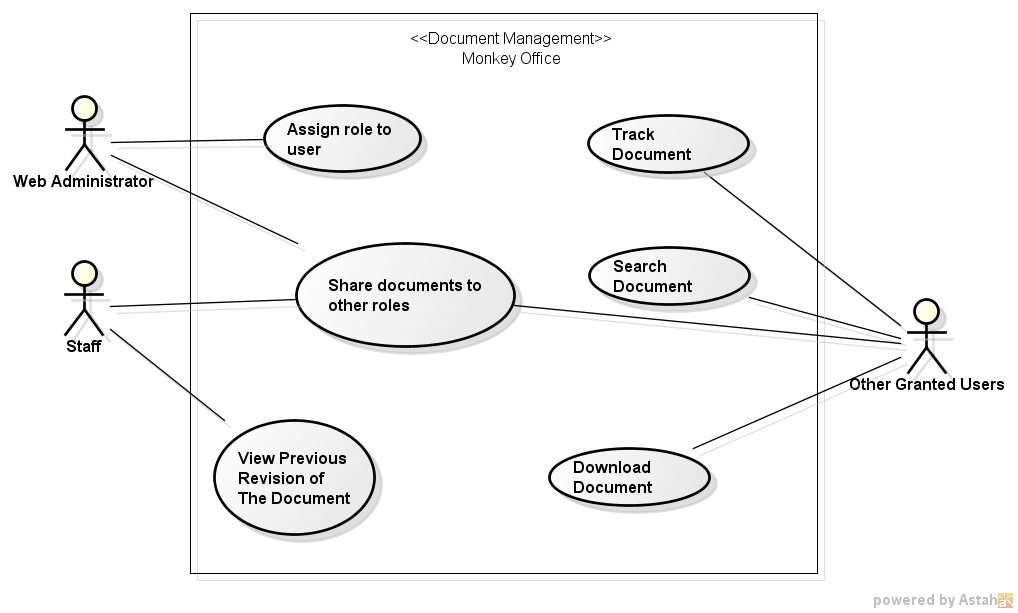 <<Document Management>>
Monkey Office
Assign role to
user
Track
Document
Web Administrator
Search
Document
Share documents to
other roles
Staff
Other Granted Users
View Previous
Revision of
The Document
Download
Document
powered by Astah